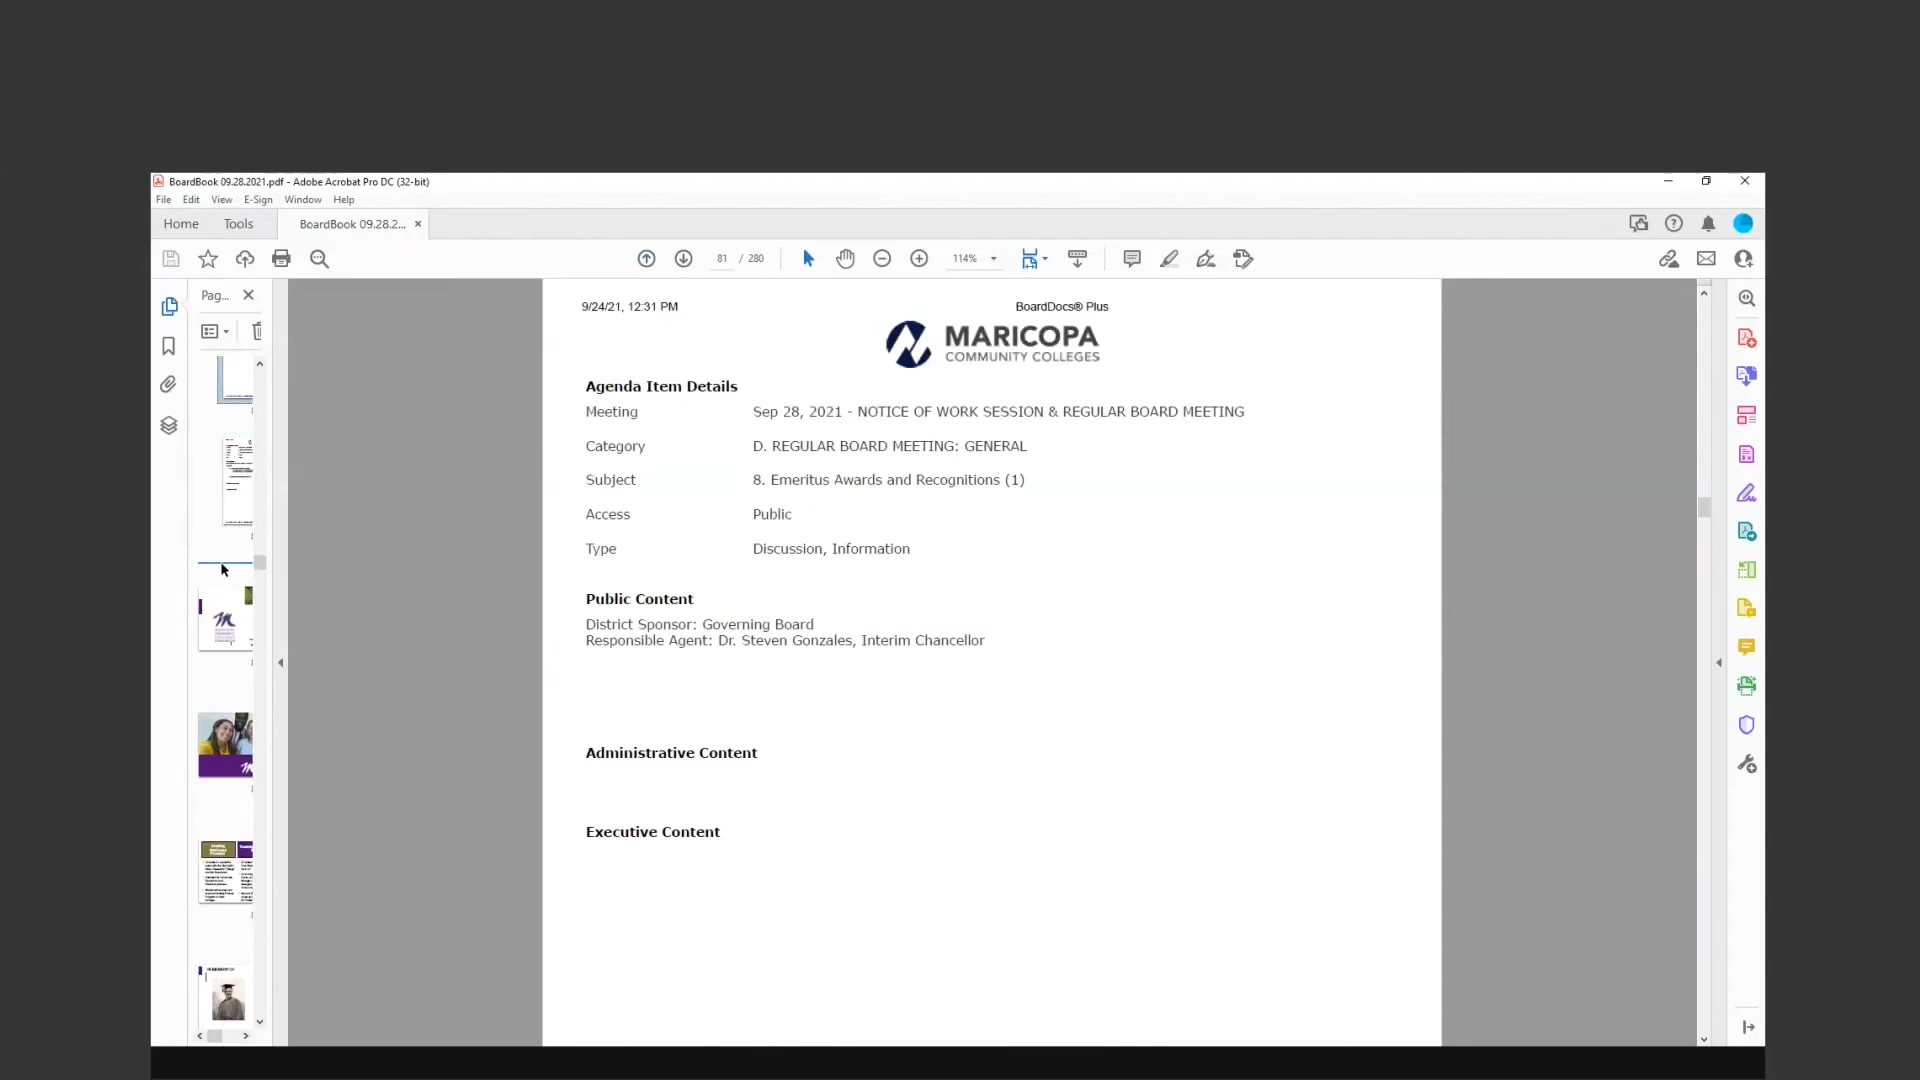 BoardBook 09.28.2021.pdf - Adobe Acrobat Pro DC (32-bit)
File Edit View E-Sign Window Help
Home Tools BoardBook 09.28.2...
81 / 280 114%
Pag...
9/24/21, 12:31 PM BoardDocs® Plus
MARICOPA
COMMUNITY COLLEGES
Agenda Item Details
Meeting Sep 28, 2021 - NOTICE OF WORK SESSION & REGULAR BOARD MEETING
Category D. REGULAR BOARD MEETING: GENERAL
Subject 8. Emeritus Awards and Recognitions (1)
Access Public
Type Discussion, Information
Public Content
District Sponsor: Governing Board
Responsible Agent: Dr. Steven Gonzales, Interim Chancellor
Administrative Content
Executive Content